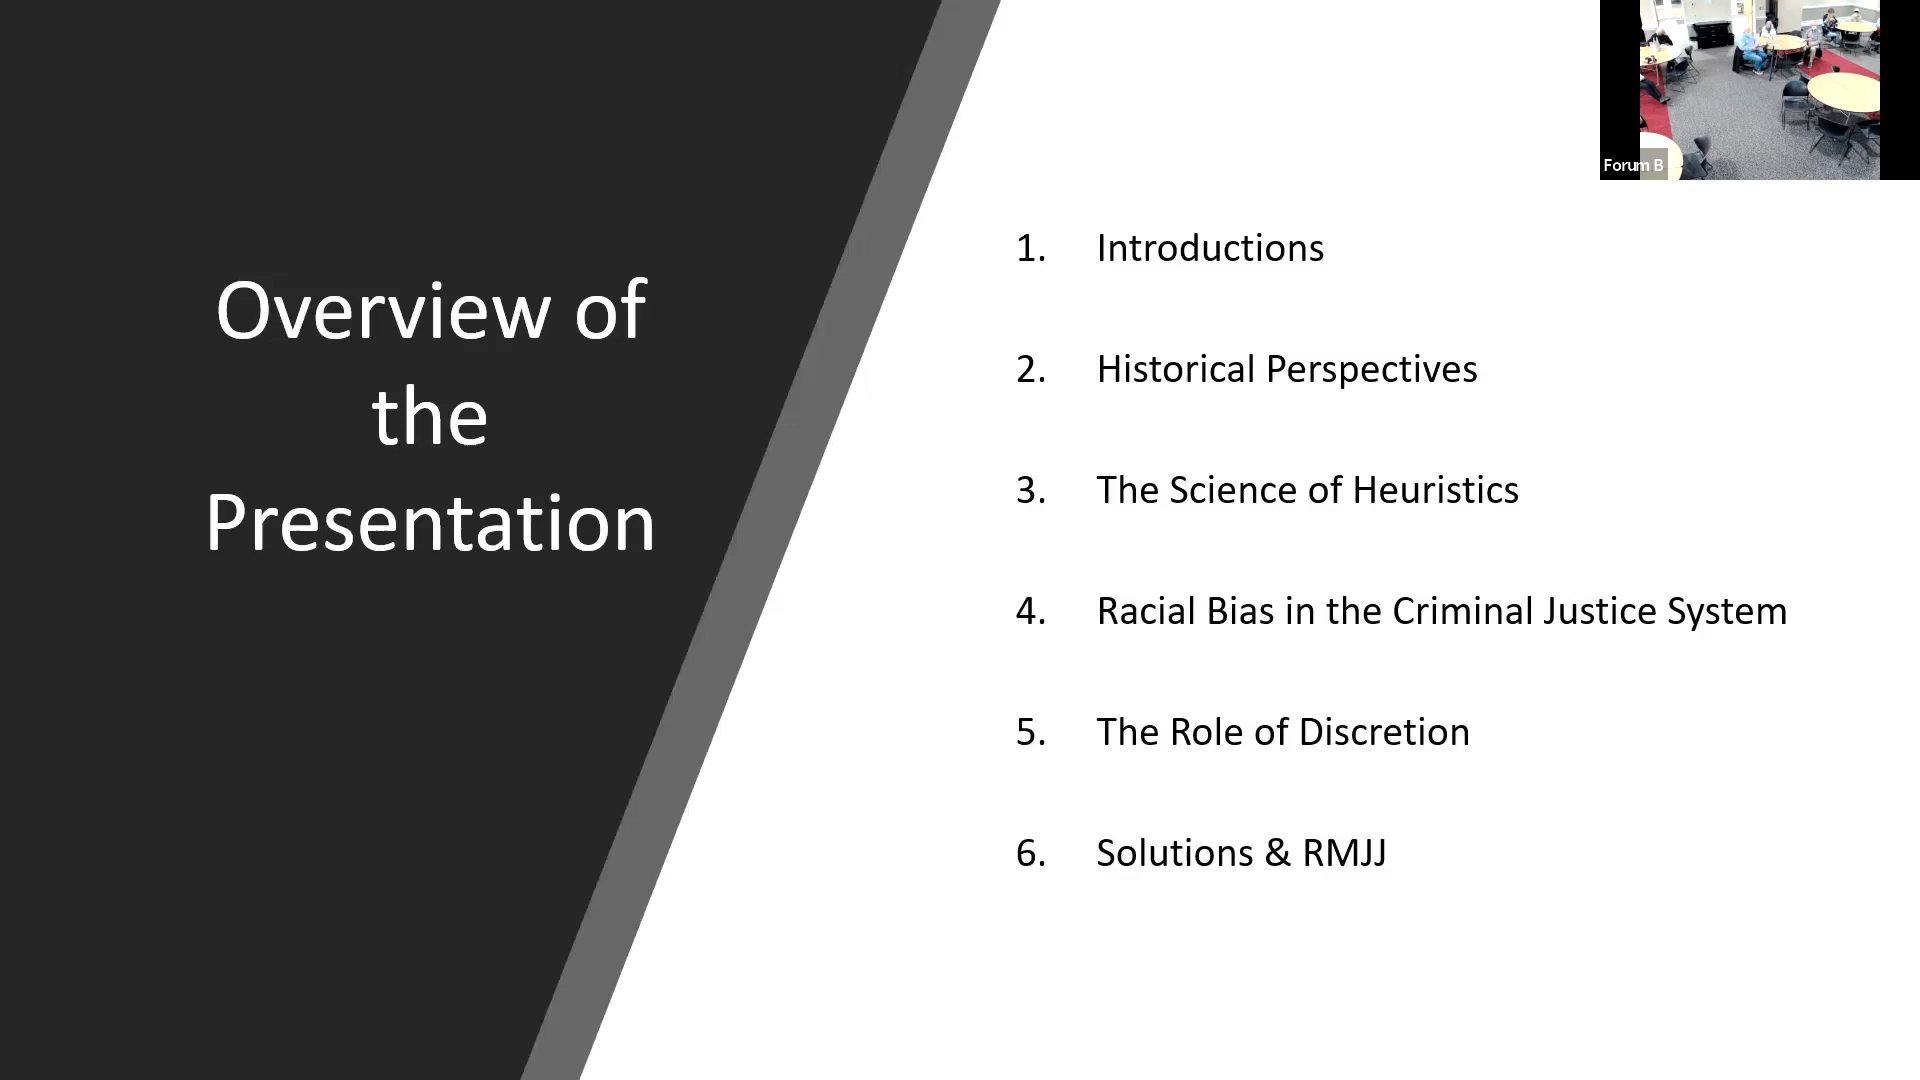 Overview of
the
Presentation
1. Introductions
2. Historical Perspectives
3. The Science of Heuristics
4. Racial Bias in the Criminal Justice System
5. The Role of Discretion
6. Solutions & RMJJ
Forum B